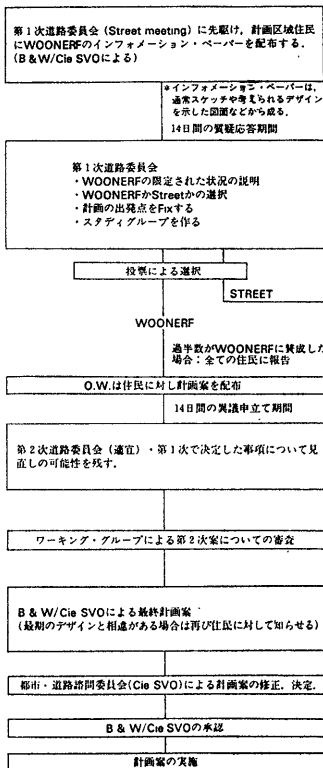 第1次道路委員会(Street meeting)に先駆け,計画区域住民
にWOONERFのインフォメーション・ペーパーを配布する.
(B & W/Cie SVOによる)
*インフォメーション・ペーパーは,
通常スケッチや考えられるデザイン
を示した図面などから成る.
14日間の質疑応答期間
第1次道路委員会
・WOONERFの限定された状況の説明
・WOONERFかStreetかの選択
・計画の出発点をFixする
・スタディグループを作る
投票による選択
STREET
WOONERF
過半数がWOONERFに賛成した
場合:全ての住民に報告
O.W.は住民に対し計画案を配布
14日間の異議申立て期間
第2次道路委員会(適宜)・第1次で決定した事項について見
直しの可能性を残す.
ワーキング・グループによる第2次案についての審査
B & W/Cie SVOによる最終計画案
(最期のデザインと相違がある場合は再び住民に対して知らせる)
都市・道路諮問委員会(Cie SVO)による計画案の修正,決定.
B & W/Cie SVOの承認
計画案の実施